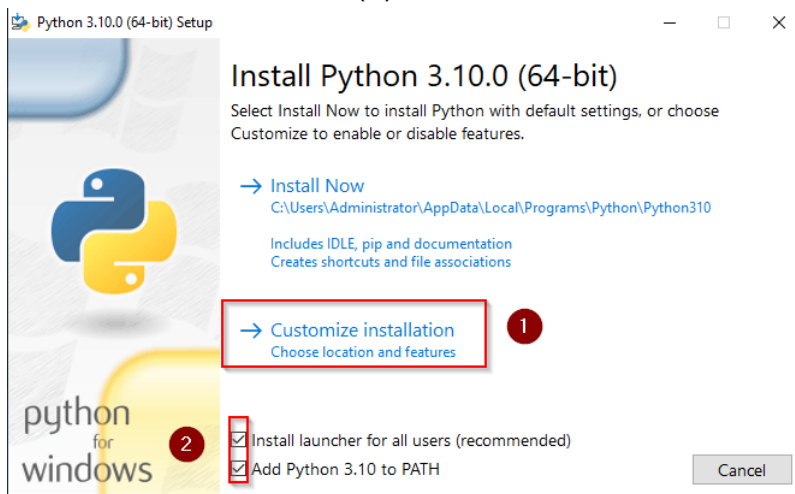 Python 3.10.0 (64-bit) Setup
Install Python 3.10.0 (64-bit)
Select Install Now to install Python with default settings, or choose
Customize to enable or disable features.
Install Now
C:\Users\Administrator\AppData\Local\Programs\Python\Python310
Includes IDLE, pip and documentation
Creates shortcuts and file associations
Customize installation
1
Choose location and features
python
for
windows
2
Install launcher for all users (recommended)
Add Python 3.10 to PATH
Cancel